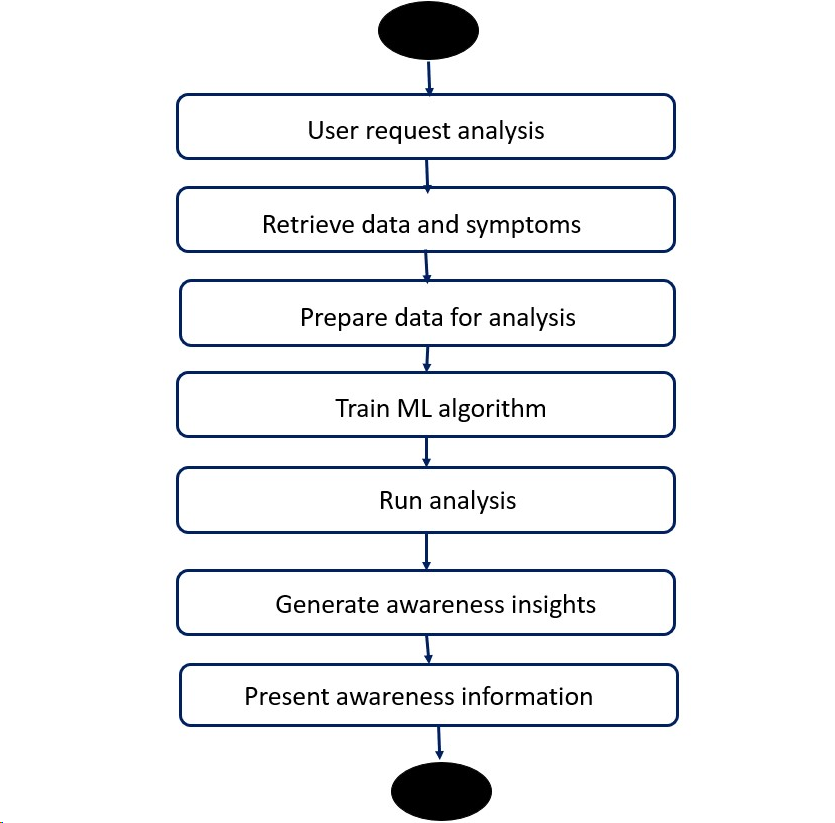 User request analysis
Retrieve data and symptoms
Prepare data for analysis
Train ML algorithm
Run analysis
Generate awareness insights
Present awareness information